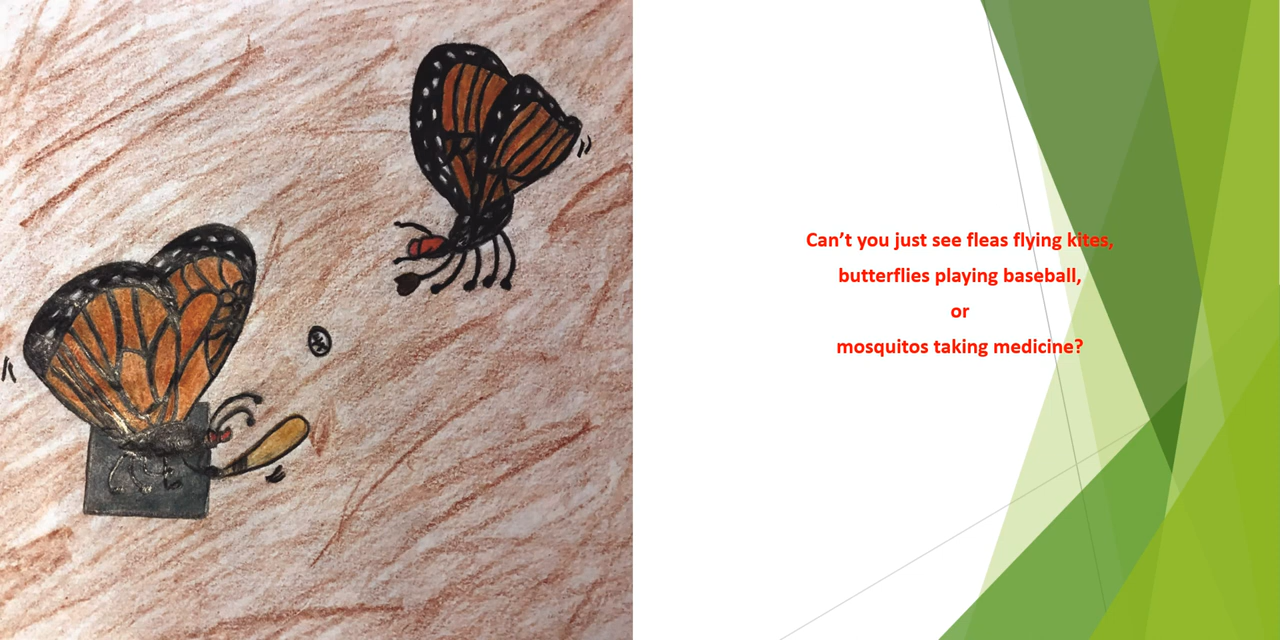 Can’t you just see fleas flying kites,
butterflies playing baseball,
or
mosquitos taking medicine?